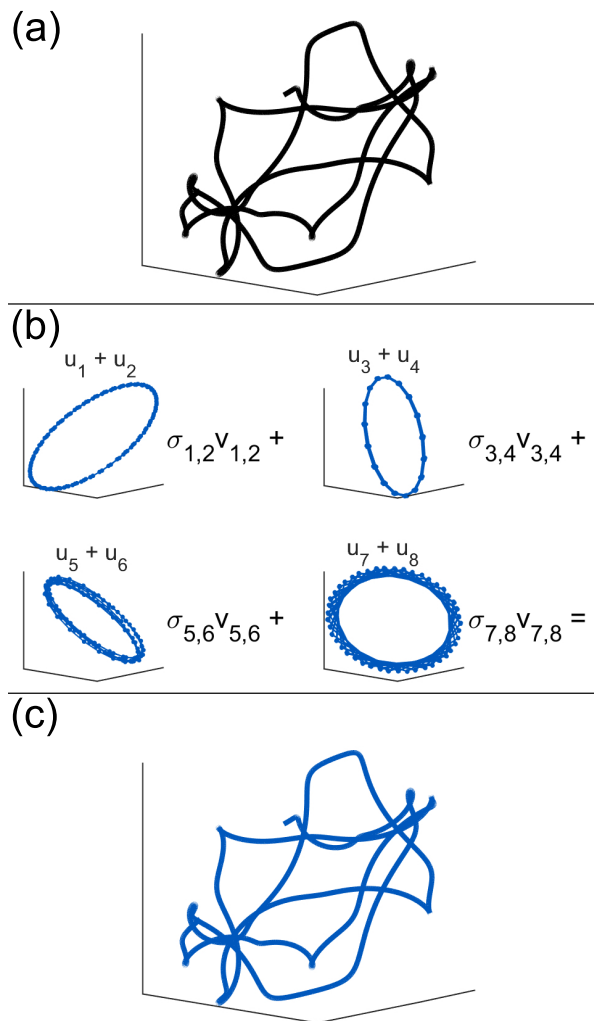 (a)
(b)
u₁ + u₂
σ₁,₂v₁,₂ +
u₃ + u₄
σ₃,₄v₃,₄ +
u₅ + u₆
σ₅,₆v₅,₆ +
u₇ + u₈
σ₇,₈v₇,₈ =
(c)